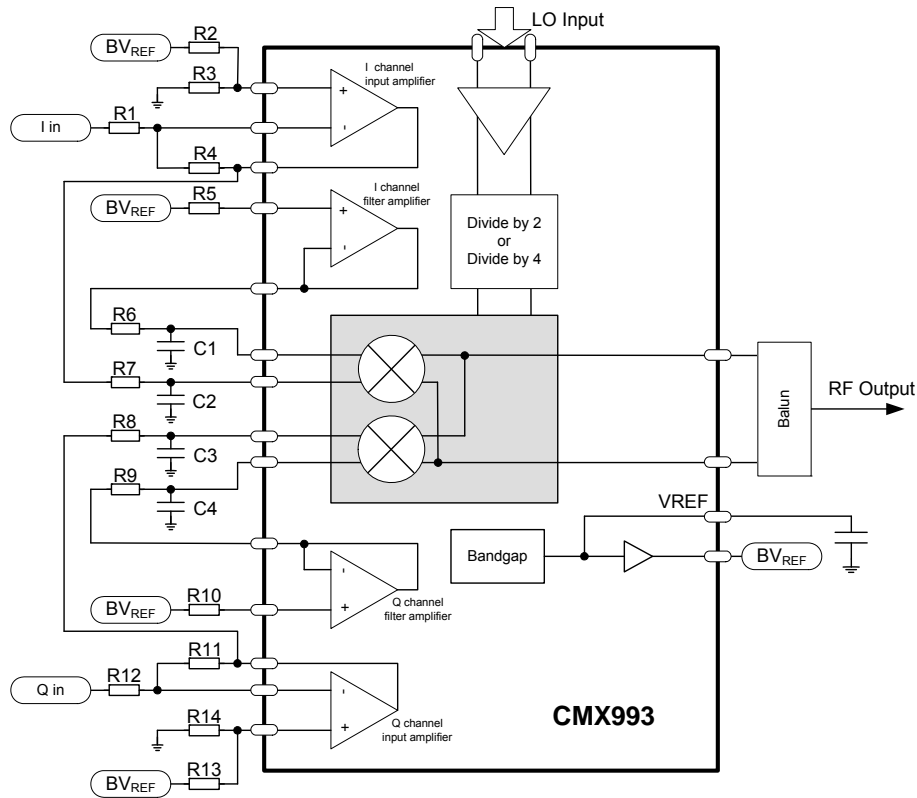 LO Input
R2
BVREF
R3
I channel
input amplifier
+
-
R1
I in
R4
I channel
filter amplifier
R5
BVREF
+
-
Divide by 2
or
Divide by 4
R6
C1
R7
C2
R8
C3
R9
C4
Balun
RF Output
VREF
Bandgap
BVREF
-
+
Q channel
filter amplifier
R10
BVREF
R11
R12
Q in
-
+
Q channel
input amplifier
R14
R13
BVREF
CMX993